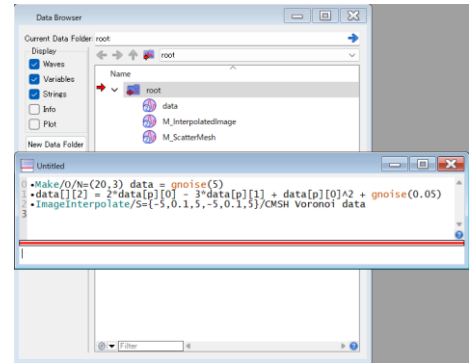 Data Browser
Current Data Folder: root
Display
Waves
Variables
Strings
Info
Plot
New Data Folder
root
Name
root
data
M_InterpolatedImage
M_ScatterMesh
Untitled
0 •Make/O/N=(20,3) data = gnoise(5)
1 •data[][2] = 2*data[p][0] - 3*data[p][1] + data[p][0]^2 + gnoise(0.05)
2 •ImageInterpolate/S={-5,0.1,5,-5,0.1,5}/CMSH Voronoi data
3
Filter